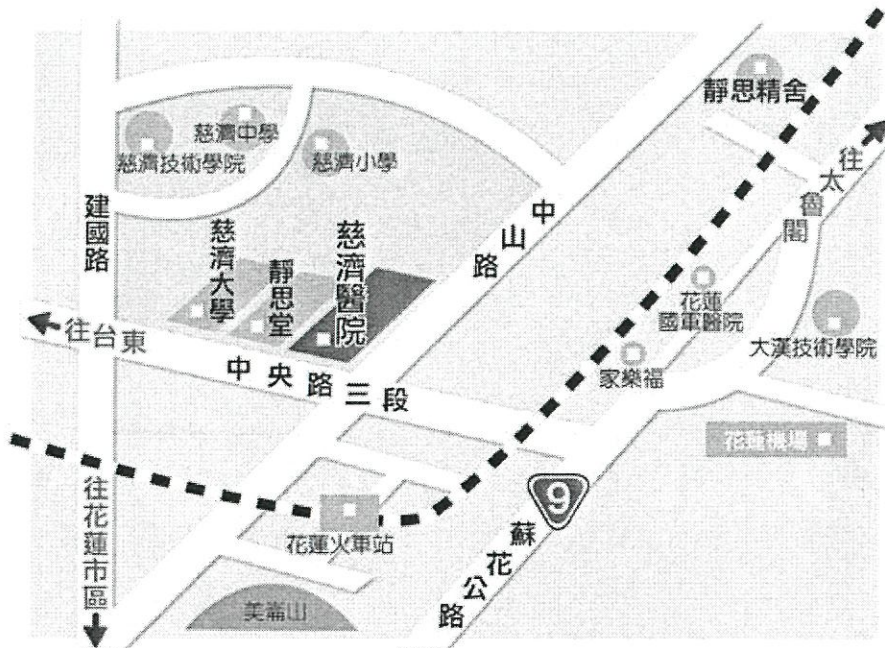 靜思精舍
慈濟中學
慈濟技術學院
慈濟小學
往太魯閣
建國路
中山路
慈濟大學
靜思堂
慈濟醫院
花蓮
國軍醫院
大漢技術學院
往台東
中央路三段
家樂福
花蓮機場
9
往花蓮市區
花蓮火車站
蘇花公路
美崙山